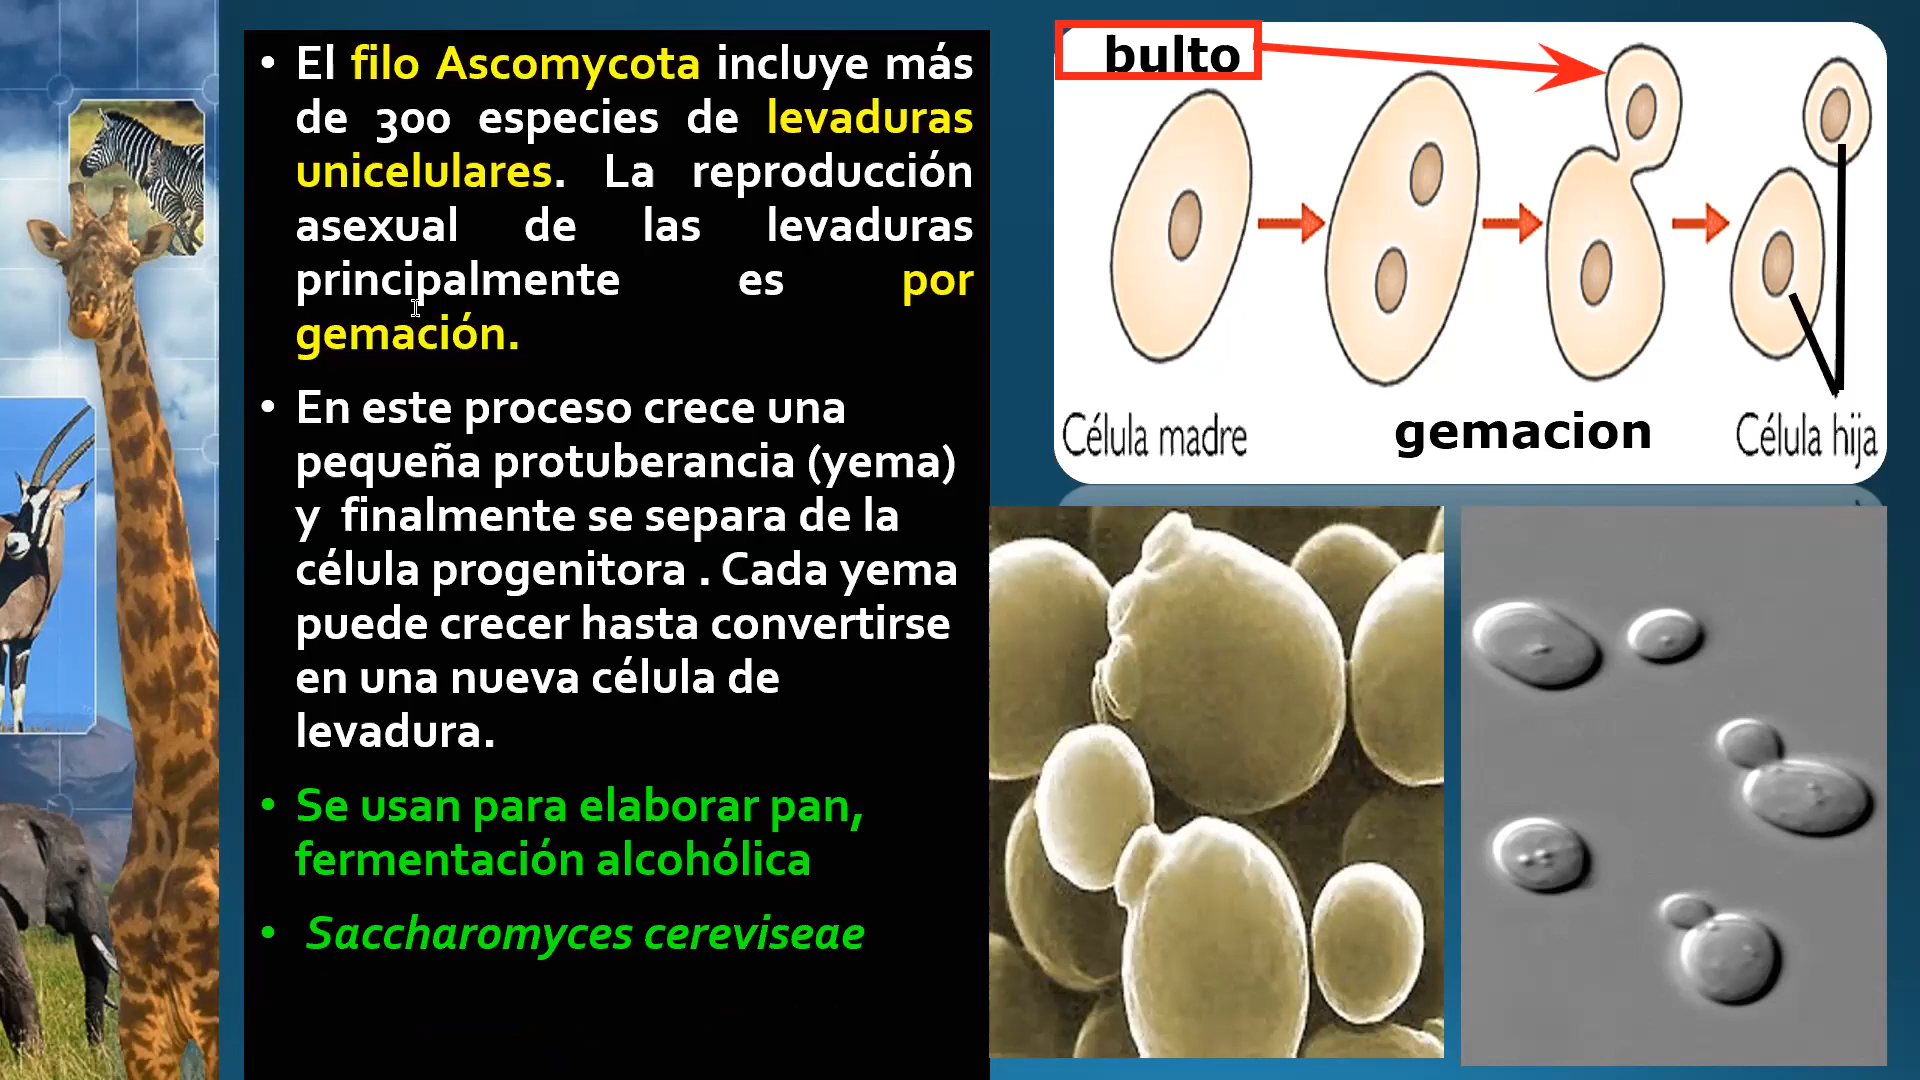 • El filo Ascomycota incluye más
de 300 especies de levaduras
unicelulares. La reproducción
asexual de las levaduras
principalmente es por
gemación.
• En este proceso crece una
pequeña protuberancia (yema)
y finalmente se separa de la
célula progenitora . Cada yema
puede crecer hasta convertirse
en una nueva célula de
levadura.
• Se usan para elaborar pan,
fermentación alcohólica
• Saccharomyces cereviseae
bulto
Célula madre
gemacion
Célula hija